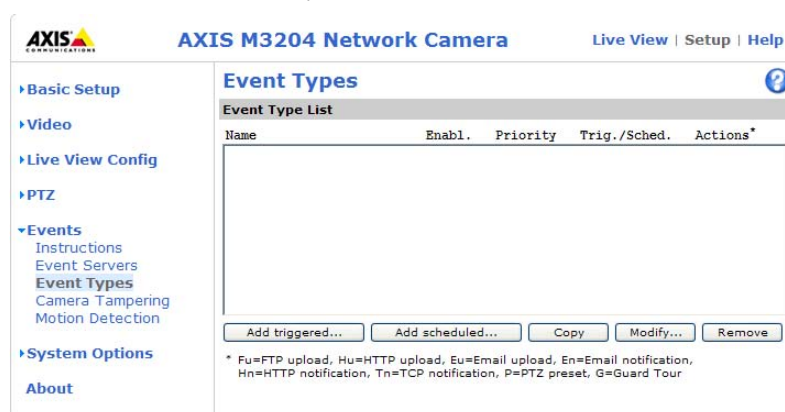 AXIS
COMMUNICATIONS
AXIS M3204 Network Camera
Live View | Setup | Help
Basic Setup
Video
Live View Config
PTZ
Events
Instructions
Event Servers
Event Types
Camera Tampering
Motion Detection
System Options
About
Event Types
?
Event Type List
Name Enabl. Priority Trig./Sched. Actions*
Add triggered... Add scheduled... Copy Modify... Remove
* Fu=FTP upload, Hu=HTTP upload, Eu=Email upload, En=Email notification,
Hn=HTTP notification, Tn=TCP notification, P=PTZ preset, G=Guard Tour